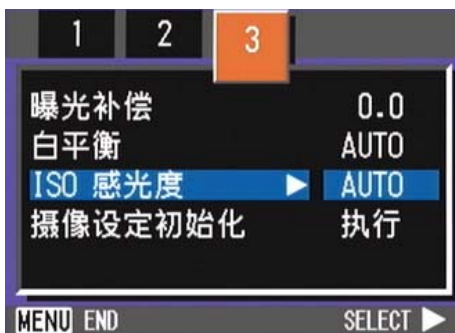 1 2 3
曝光补偿 0.0
白平衡 AUTO
ISO 感光度 AUTO
摄像设定初始化 执行
MENU END SELECT